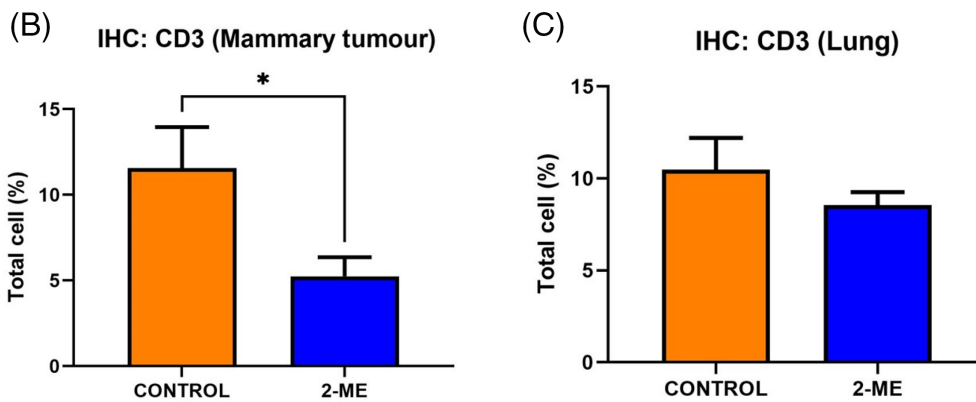 (B)
IHC: CD3 (Mammary tumour)
*
15
10
5
0
Total cell (%)
CONTROL
2-ME
(C)
IHC: CD3 (Lung)
15
10
5
0
Total cell (%)
CONTROL
2-ME